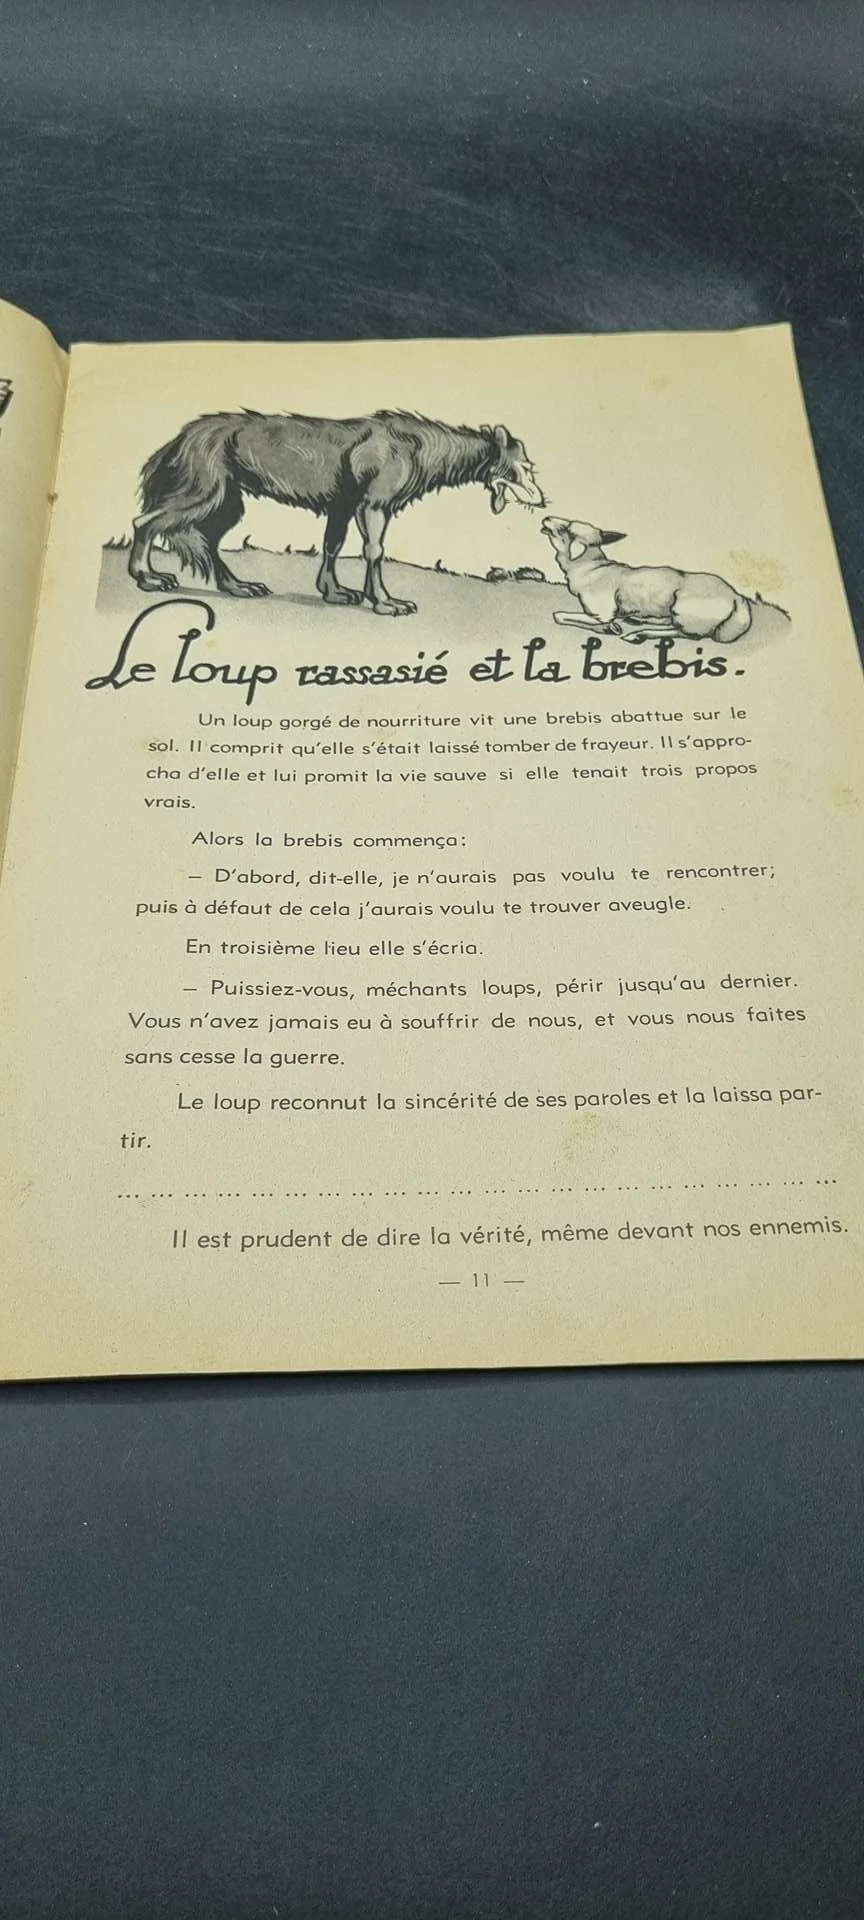 Le loup rassasié et la brebis.
Un loup gorgé de nourriture vit une brebis abattue sur le
sol. Il comprit qu'elle s'était laissé tomber de frayeur. Il s'appro-
cha d'elle et lui promit la vie sauve si elle tenait trois propos
vrais.
Alors la brebis commença:
— D'abord, dit-elle, je n'aurais pas voulu te rencontrer;
puis à défaut de cela j'aurais voulu te trouver aveugle.
En troisième lieu elle s'écria.
— Puissiez-vous, méchants loups, périr jusqu'au dernier.
Vous n'avez jamais eu à souffrir de nous, et vous nous faites
sans cesse la guerre.
Le loup reconnut la sincérité de ses paroles et la laissa par-
tir.
... ... ... ... ... ... ... ... ... ... ... ... ... ... ... ... ... ... ... ... ... ...
Il est prudent de dire la vérité, même devant nos ennemis.
— 11 —